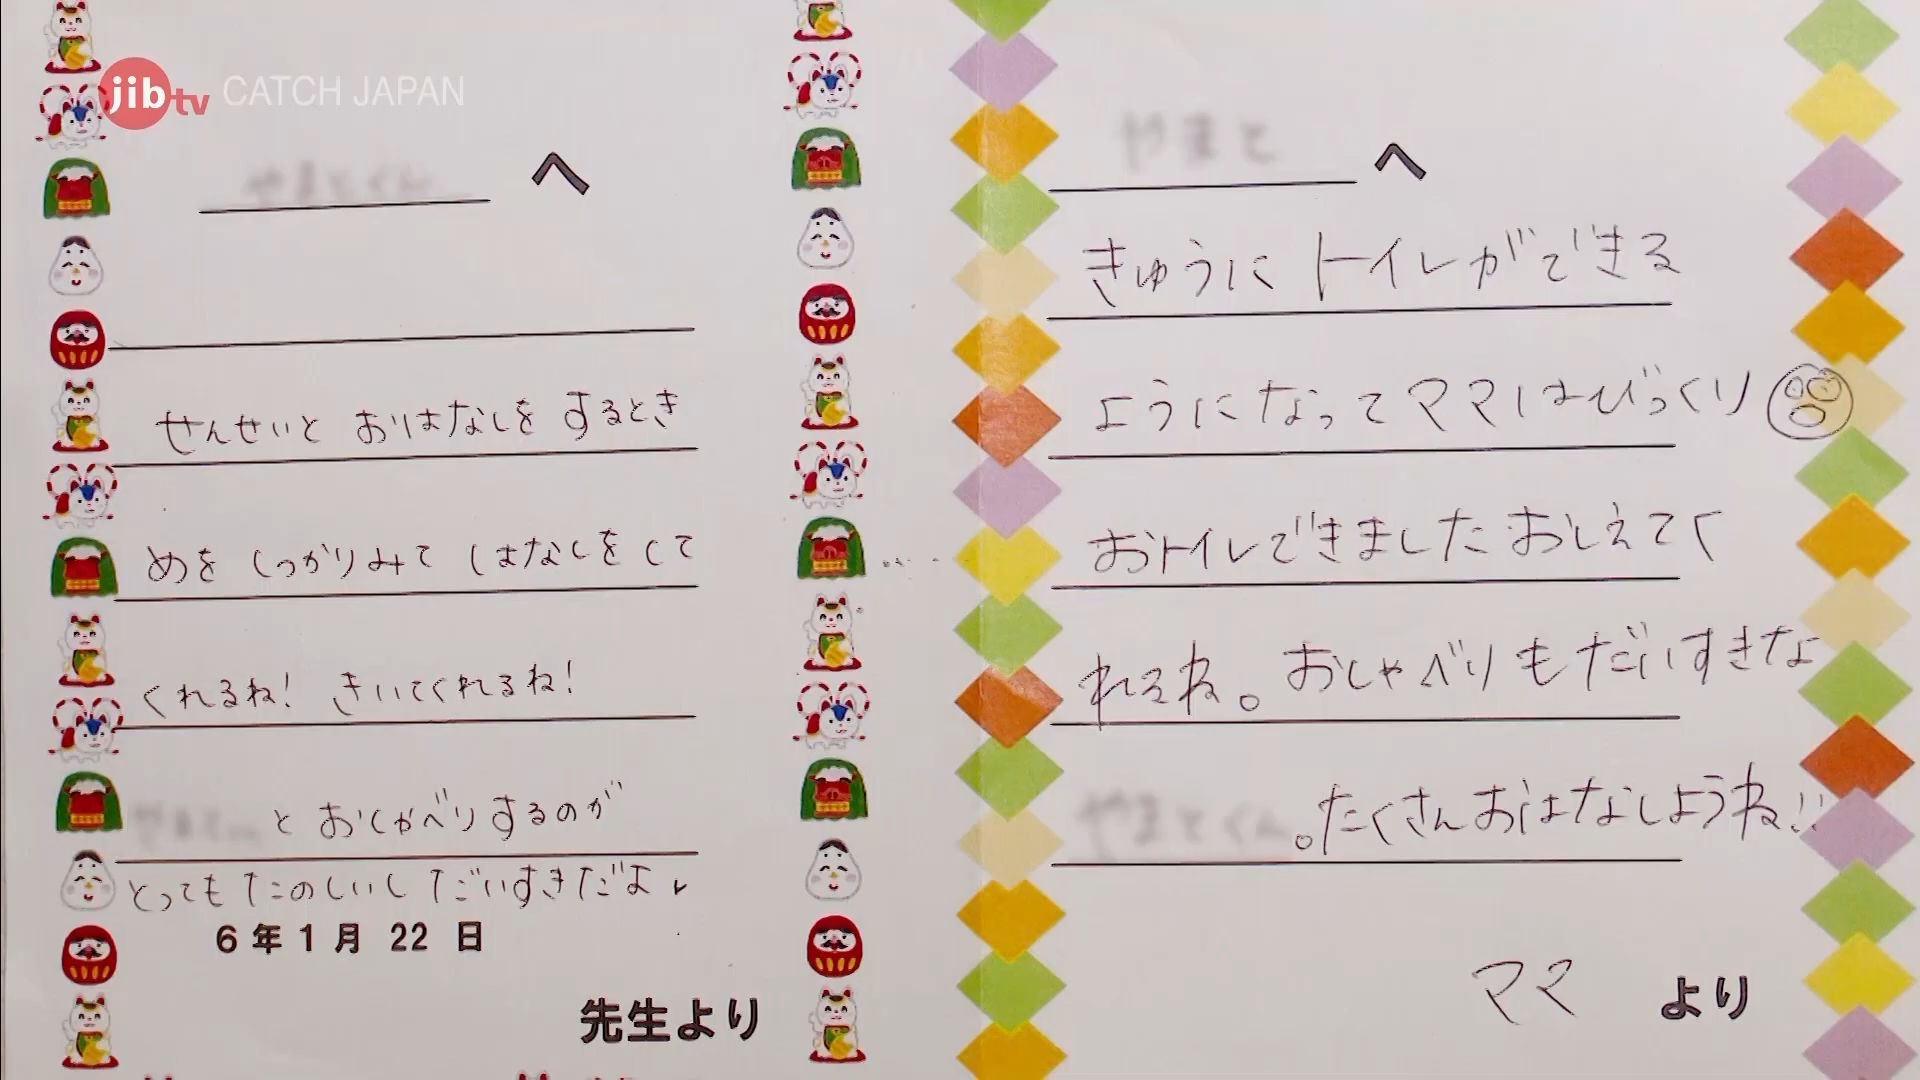 jibtv CATCH JAPAN
へ
せんせいと おはなしを するとき
めを しっかりみて はなしをして
くれるね! きいてくれるね!
と おしゃべりするのが
とっても たのしいし だいすきだよ
6年1月 22 日
先生より
へ
きゅうに トイレができる
ようになってママはびっくり
おトイレできました おしえてく
れるね。おしゃべりもだいすきな
。たくさんおはなししようね!!
ママ より